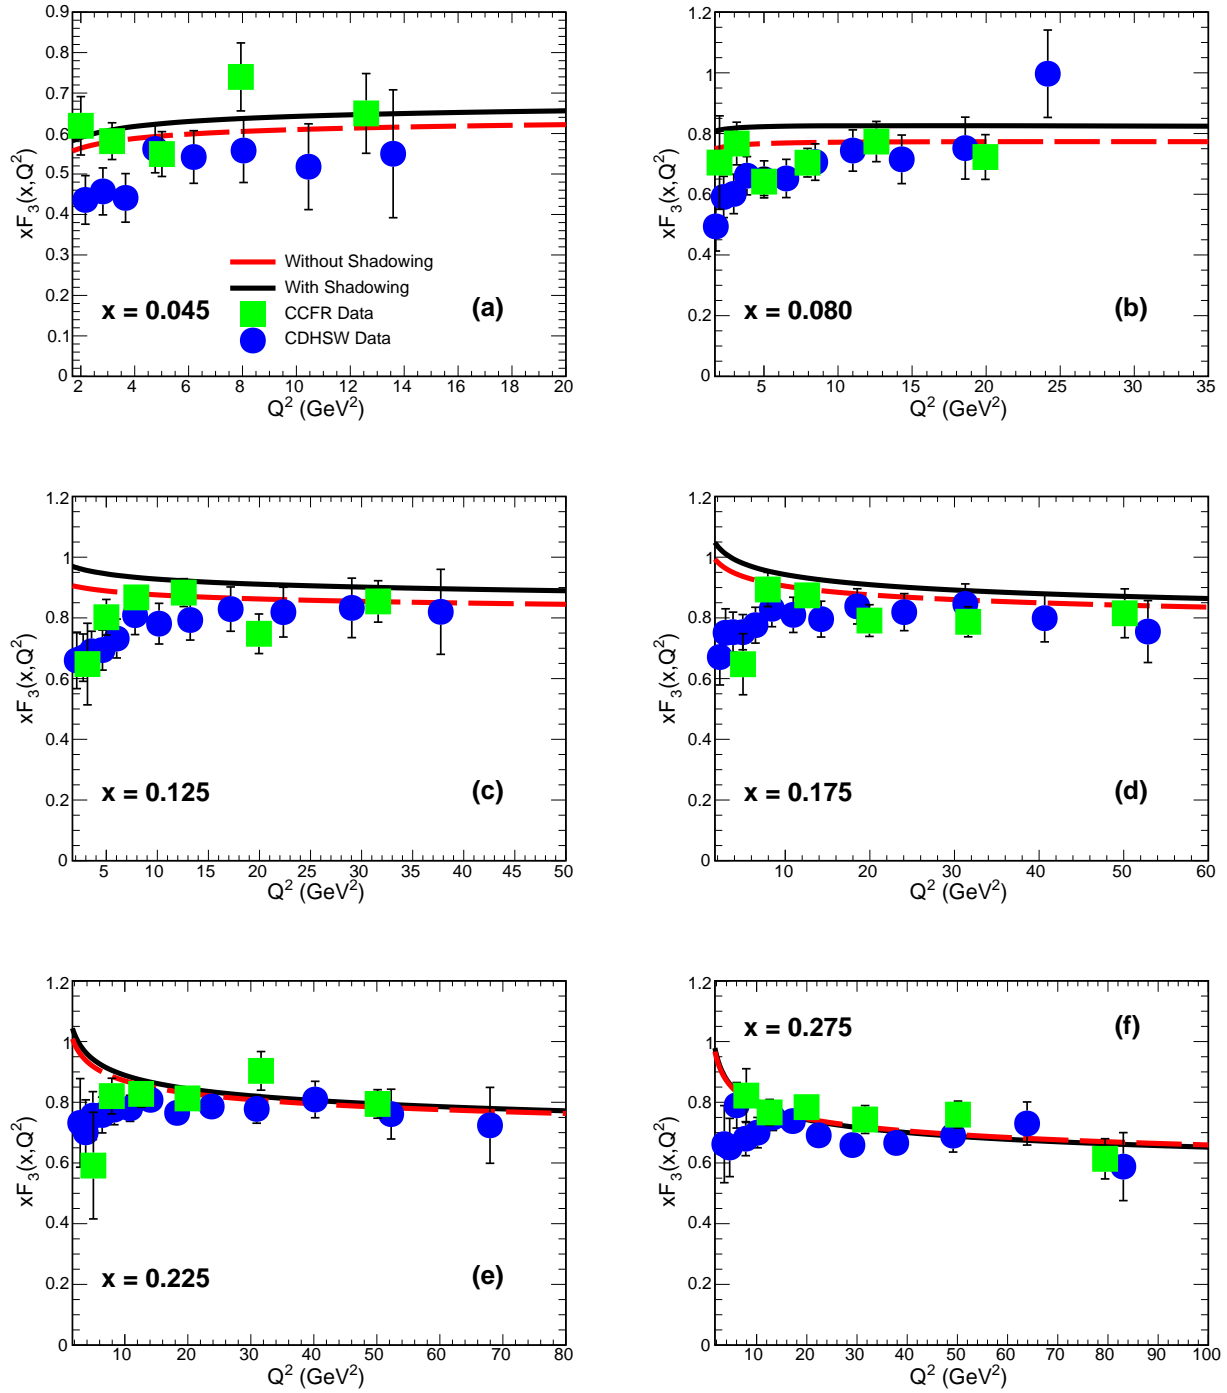 xF3(x,Q²)
0.9
0.8
0.7
0.6
0.5
0.4
0.3
0.2
0.1
0
Without Shadowing
With Shadowing
CCFR Data
CDHSW Data
x = 0.045
(a)
2 4 6 8 10 12 14 16 18 20
Q² (GeV²)
xF3(x,Q²)
1.2
1
0.8
0.6
0.4
0.2
0
x = 0.080
(b)
5 10 15 20 25 30 35
Q² (GeV²)
xF3(x,Q²)
1.2
1
0.8
0.6
0.4
0.2
0
x = 0.125
(c)
5 10 15 20 25 30 35 40 45 50
Q² (GeV²)
xF3(x,Q²)
1.2
1
0.8
0.6
0.4
0.2
0
x = 0.175
(d)
10 20 30 40 50 60
Q² (GeV²)
xF3(x,Q²)
1.2
1
0.8
0.6
0.4
0.2
0
x = 0.225
(e)
10 20 30 40 50 60 70 80
Q² (GeV²)
xF3(x,Q²)
1.2
1
0.8
0.6
0.4
0.2
0
x = 0.275
(f)
10 20 30 40 50 60 70 80 90 100
Q² (GeV²)